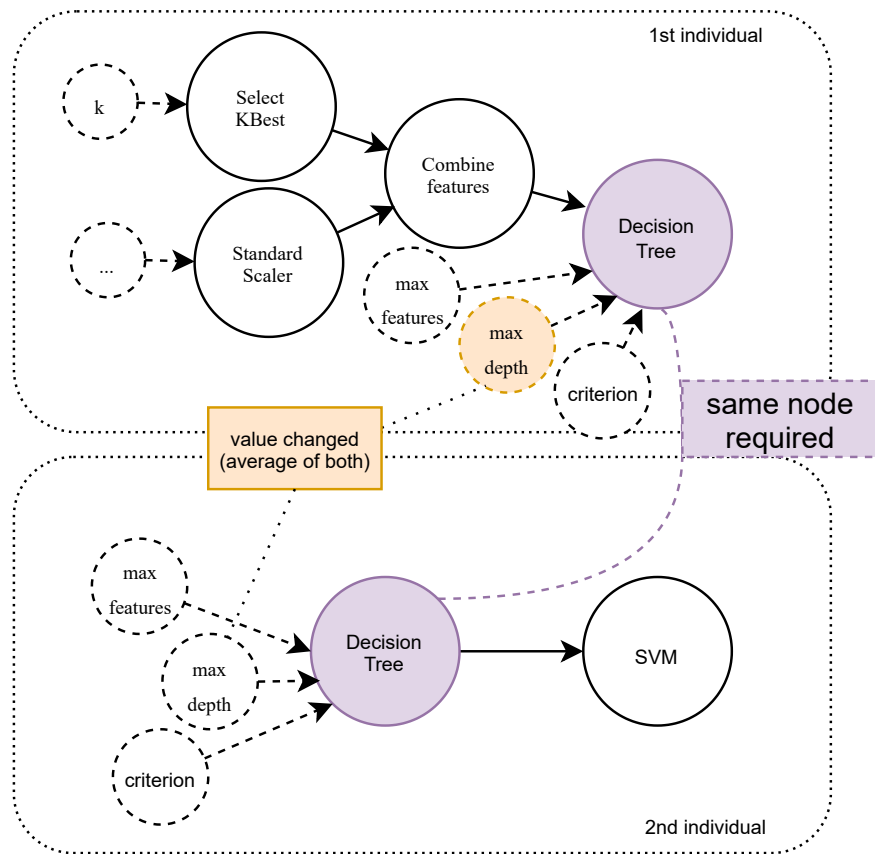 1st individual
k
Select
KBest
Combine
features
Decision
Tree
...
Standard
Scaler
max
features
max
depth
criterion
same node
required
value changed
(average of both)
max
features
max
depth
criterion
Decision
Tree
SVM
2nd individual